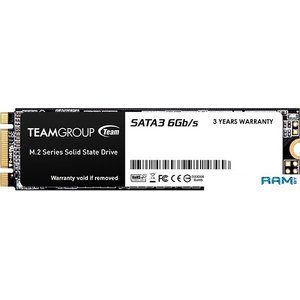 TEAMGROUP Team
SATA3 6Gb/s
3 YEARS WARRANTY
M.2 Series Solid State Drive
Warranty void if removed
RAM